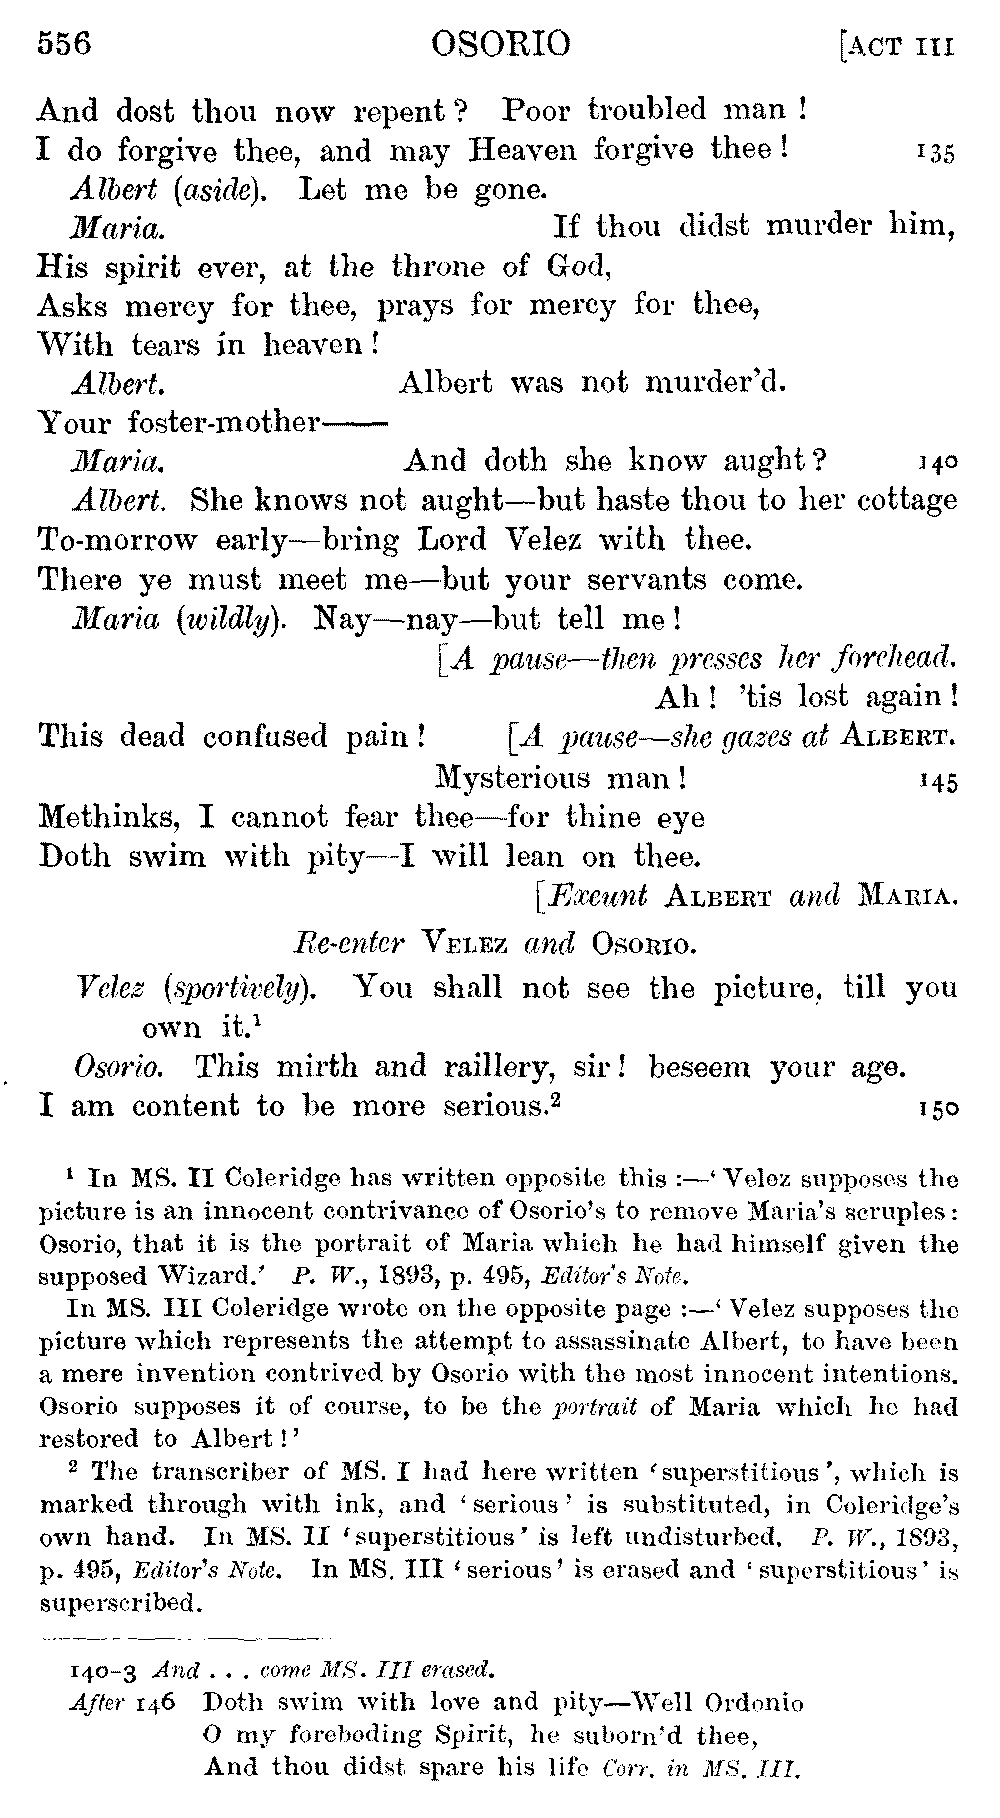 556 OSORIO [ACT III
And dost thou now repent? Poor troubled man!
I do forgive thee, and may Heaven forgive thee! 135
Albert (aside). Let me be gone.
Maria. If thou didst murder him,
His spirit ever, at the throne of God,
Asks mercy for thee, prays for mercy for thee,
With tears in heaven!
Albert. Albert was not murder'd.
Your foster-mother——
Maria. And doth she know aught? 140
Albert. She knows not aught—but haste thou to her cottage
To-morrow early—bring Lord Velez with thee.
There ye must meet me—but your servants come.
Maria (wildly). Nay—nay—but tell me!
[A pause—then presses her forehead.
Ah! 'tis lost again!
This dead confused pain! [A pause—she gazes at ALBERT.
Mysterious man! 145
Methinks, I cannot fear thee—for thine eye
Doth swim with pity—I will lean on thee.
[Exeunt ALBERT and MARIA.
Re-enter VELEZ and OSORIO.
Velez (sportively). You shall not see the picture, till you
own it.¹
Osorio. This mirth and raillery, sir! beseem your age.
I am content to be more serious.² 150
¹ In MS. II Coleridge has written opposite this:—'Velez supposes the
picture is an innocent contrivance of Osorio's to remove Maria's scruples:
Osorio, that it is the portrait of Maria which he had himself given the
supposed Wizard.' P. W., 1893, p. 495, Editor's Note.
In MS. III Coleridge wrote on the opposite page:—'Velez supposes the
picture which represents the attempt to assassinate Albert, to have been
a mere invention contrived by Osorio with the most innocent intentions.
Osorio supposes it of course, to be the portrait of Maria which he had
restored to Albert!'
² The transcriber of MS. I had here written 'superstitious', which is
marked through with ink, and 'serious' is substituted, in Coleridge's
own hand. In MS. II 'superstitious' is left undisturbed. P. W., 1893,
p. 495, Editor's Note. In MS. III 'serious' is erased and 'superstitious' is
superscribed.
140-3 And . . . come MS. III erased.
After 146 Doth swim with love and pity—Well Ordonio
O my foreboding Spirit, he suborn'd thee,
And thou didst spare his life Corr. in MS. III.